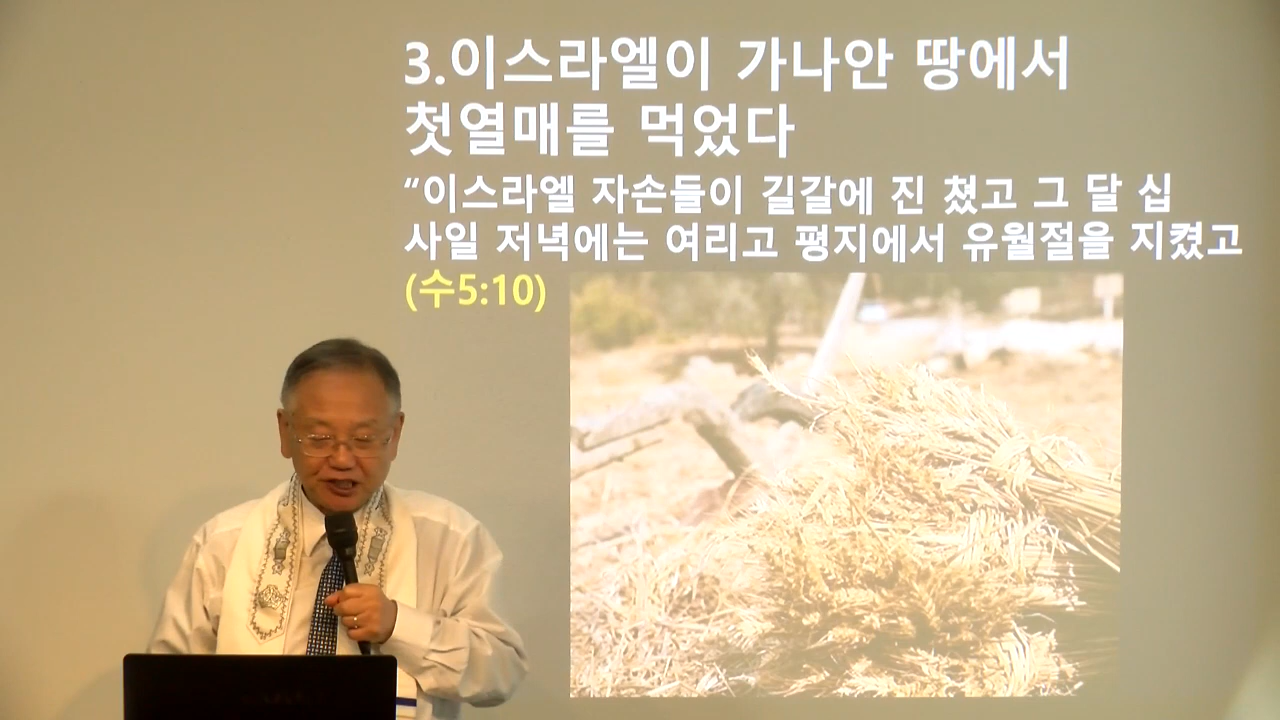 3.이스라엘이 가나안 땅에서
첫열매를 먹었다
“이스라엘 자손들이 길갈에 진 쳤고 그 달 십
사일 저녁에는 여리고 평지에서 유월절을 지켰고
(수5:10)